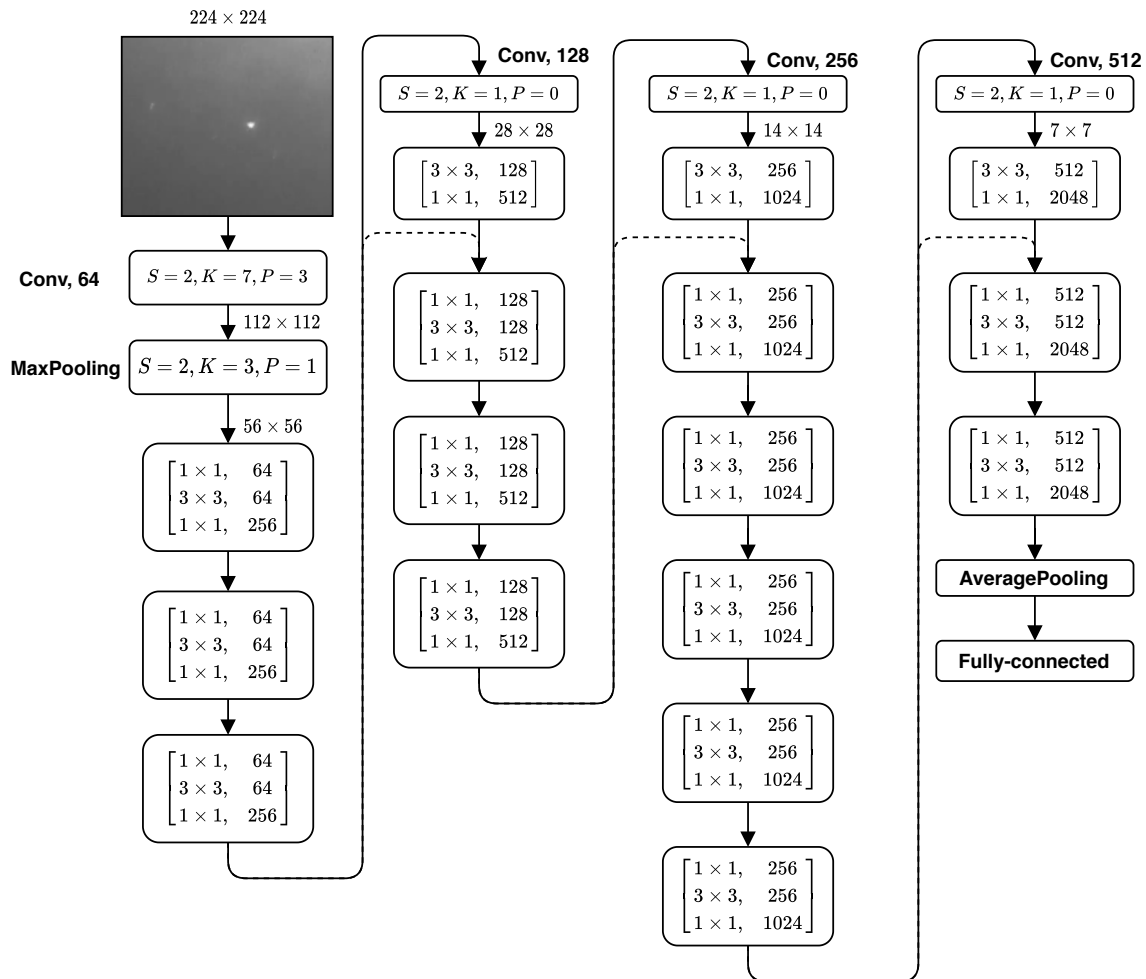 224 × 224
Conv, 64
S = 2, K = 7, P = 3
112 × 112
MaxPooling
S = 2, K = 3, P = 1
56 × 56
1 × 1, 64
3 × 3, 64
1 × 1, 256
1 × 1, 64
3 × 3, 64
1 × 1, 256
1 × 1, 64
3 × 3, 64
1 × 1, 256
Conv, 128
S = 2, K = 1, P = 0
28 × 28
3 × 3, 128
1 × 1, 512
1 × 1, 128
3 × 3, 128
1 × 1, 512
1 × 1, 128
3 × 3, 128
1 × 1, 512
1 × 1, 128
3 × 3, 128
1 × 1, 512
Conv, 256
S = 2, K = 1, P = 0
14 × 14
3 × 3, 256
1 × 1, 1024
1 × 1, 256
3 × 3, 256
1 × 1, 1024
1 × 1, 256
3 × 3, 256
1 × 1, 1024
1 × 1, 256
3 × 3, 256
1 × 1, 1024
1 × 1, 256
3 × 3, 256
1 × 1, 1024
1 × 1, 256
3 × 3, 256
1 × 1, 1024
Conv, 512
S = 2, K = 1, P = 0
7 × 7
3 × 3, 512
1 × 1, 2048
1 × 1, 512
3 × 3, 512
1 × 1, 2048
1 × 1, 512
3 × 3, 512
1 × 1, 2048
AveragePooling
Fully-connected